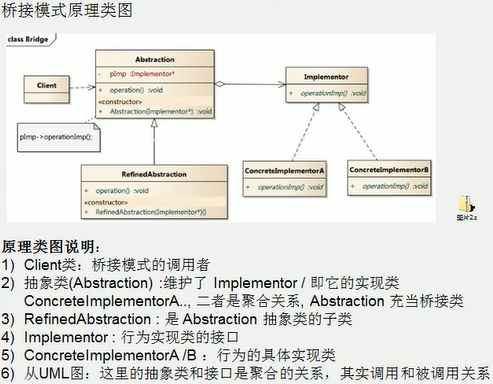 桥接模式原理类图
class Bridge
Abstraction
- pImp :Implementor*
+ operation() :void
«constructor»
+ Abstraction(Implementor*) :void
Client
Implementor
+ operationImp() :void
pImp->operationImp();
RefinedAbstraction
+ operation() :void
«constructor»
+ RefinedAbstraction(Implementor*)()
ConcreteImplementorA
+ operationImp() :void
ConcreteImplementorB
+ operationImp() :void
图片2.z
原理类图说明:
1) Client类：桥接模式的调用者
2) 抽象类(Abstraction) :维护了 Implementor / 即它的实现类
ConcreteImplementorA.., 二者是聚合关系, Abstraction 充当桥接类
3) RefinedAbstraction : 是 Abstraction 抽象类的子类
4) Implementor : 行为实现类的接口
5) ConcreteImplementorA /B ：行为的具体实现类
6) 从UML图：这里的抽象类和接口是聚合的关系，其实调用和被调用关系